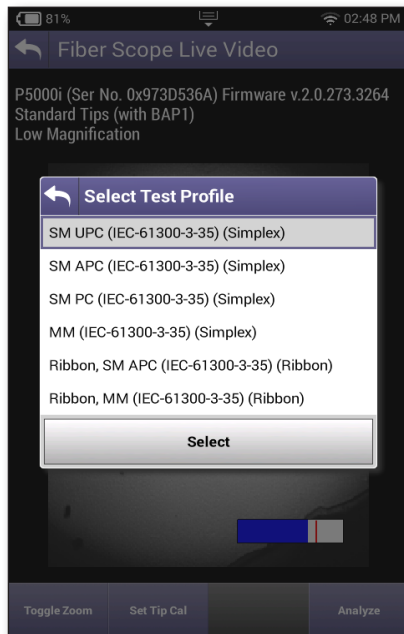 81%
02:48 PM
Fiber Scope Live Video
P5000i (Ser No. 0x973D536A) Firmware v.2.0.273.3264
Standard Tips (with BAP1)
Low Magnification
Select Test Profile
SM UPC (IEC-61300-3-35) (Simplex)
SM APC (IEC-61300-3-35) (Simplex)
SM PC (IEC-61300-3-35) (Simplex)
MM (IEC-61300-3-35) (Simplex)
Ribbon, SM APC (IEC-61300-3-35) (Ribbon)
Ribbon, MM (IEC-61300-3-35) (Ribbon)
Select
Toggle Zoom
Set Tip Cal
Analyze